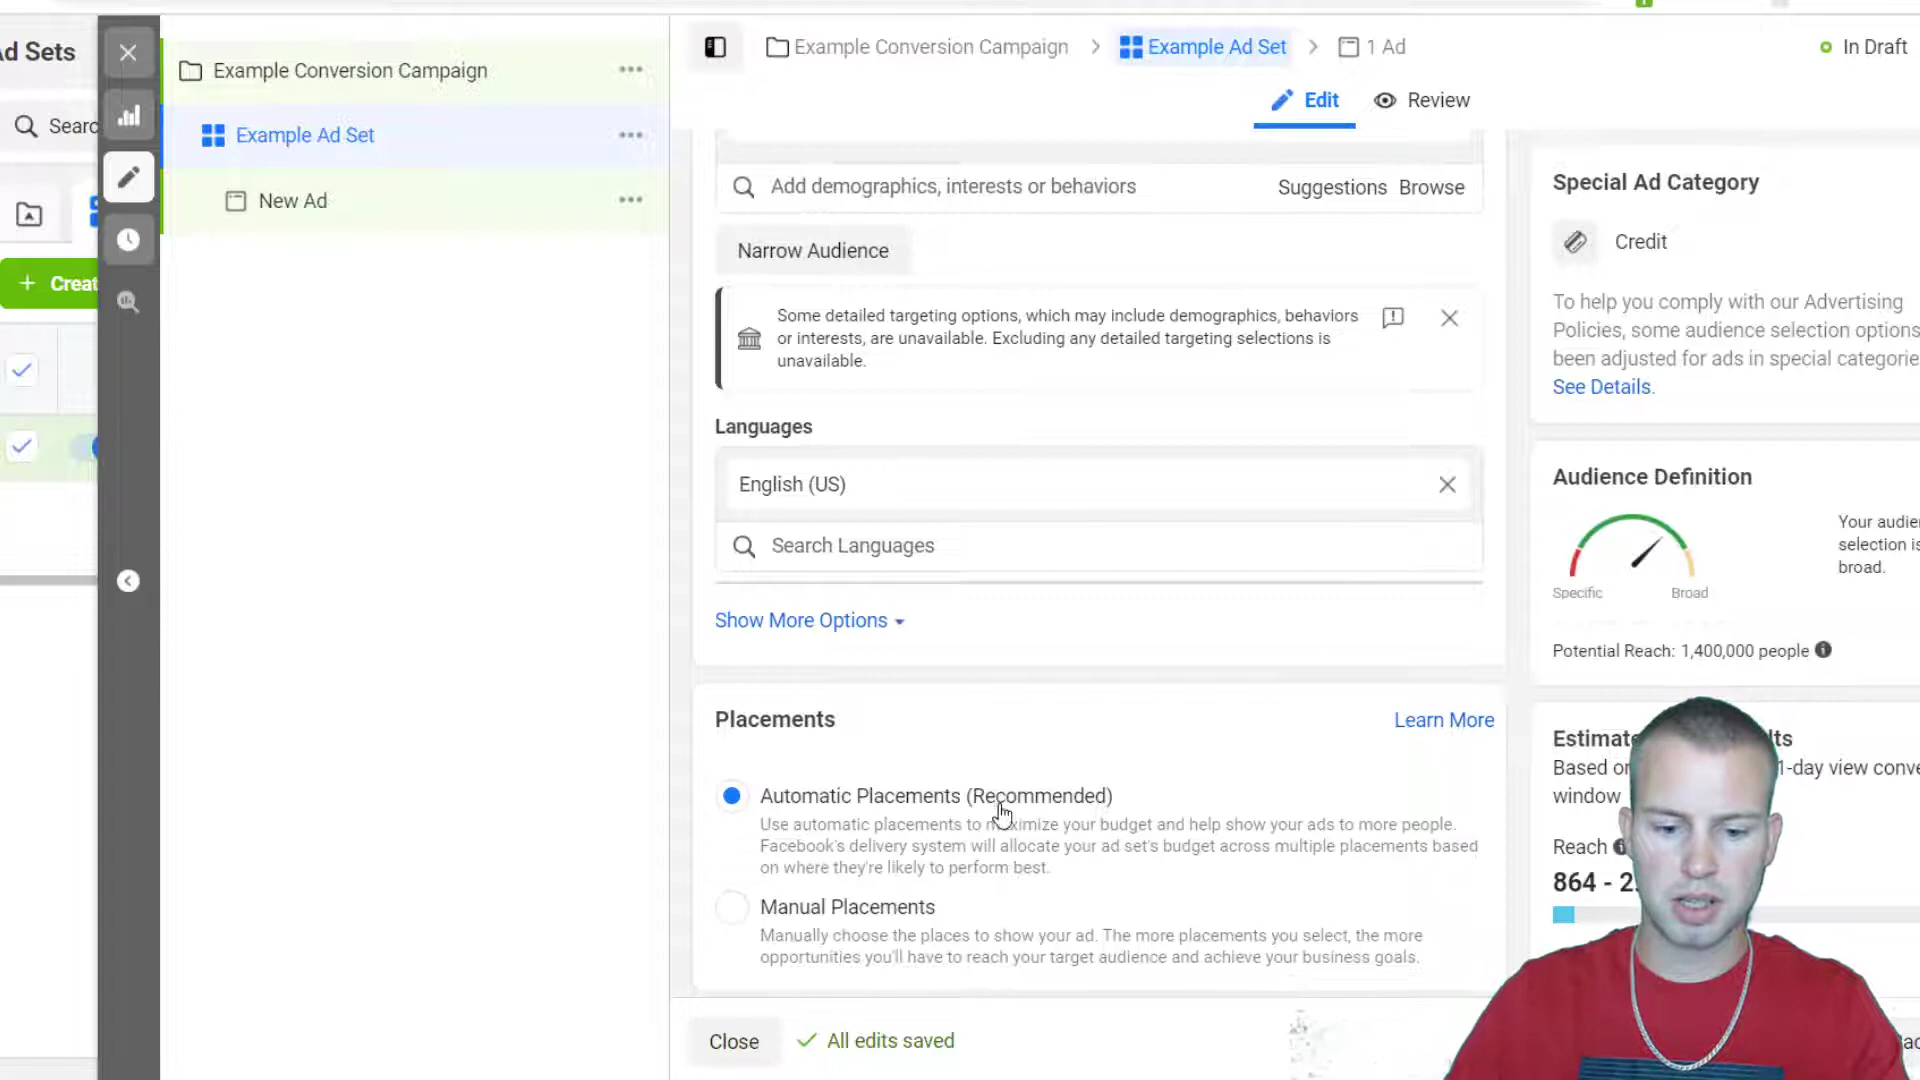 Ad Sets
Searc
Creat
Example Conversion Campaign
Example Ad Set
New Ad
Example Conversion Campaign
Example Ad Set
1 Ad
In Draft
Edit
Review
Add demographics, interests or behaviors
Suggestions
Browse
Narrow Audience
Some detailed targeting options, which may include demographics, behaviors
or interests, are unavailable. Excluding any detailed targeting selections is
unavailable.
Languages
English (US)
Search Languages
Show More Options
Placements
Learn More
Automatic Placements (Recommended)
Use automatic placements to maximize your budget and help show your ads to more people.
Facebook's delivery system will allocate your ad set's budget across multiple placements based
on where they're likely to perform best.
Manual Placements
Manually choose the places to show your ad. The more placements you select, the more
opportunities you'll have to reach your target audience and achieve your business goals.
Close
All edits saved
Special Ad Category
Credit
To help you comply with our Advertising
Policies, some audience selection options
been adjusted for ads in special categorie
See Details.
Audience Definition
Specific
Broad
Your audie
selection is
broad.
Potential Reach: 1,400,000 people
Estimate lts
Based on 1-day view conve
window
Reach
864 - 2